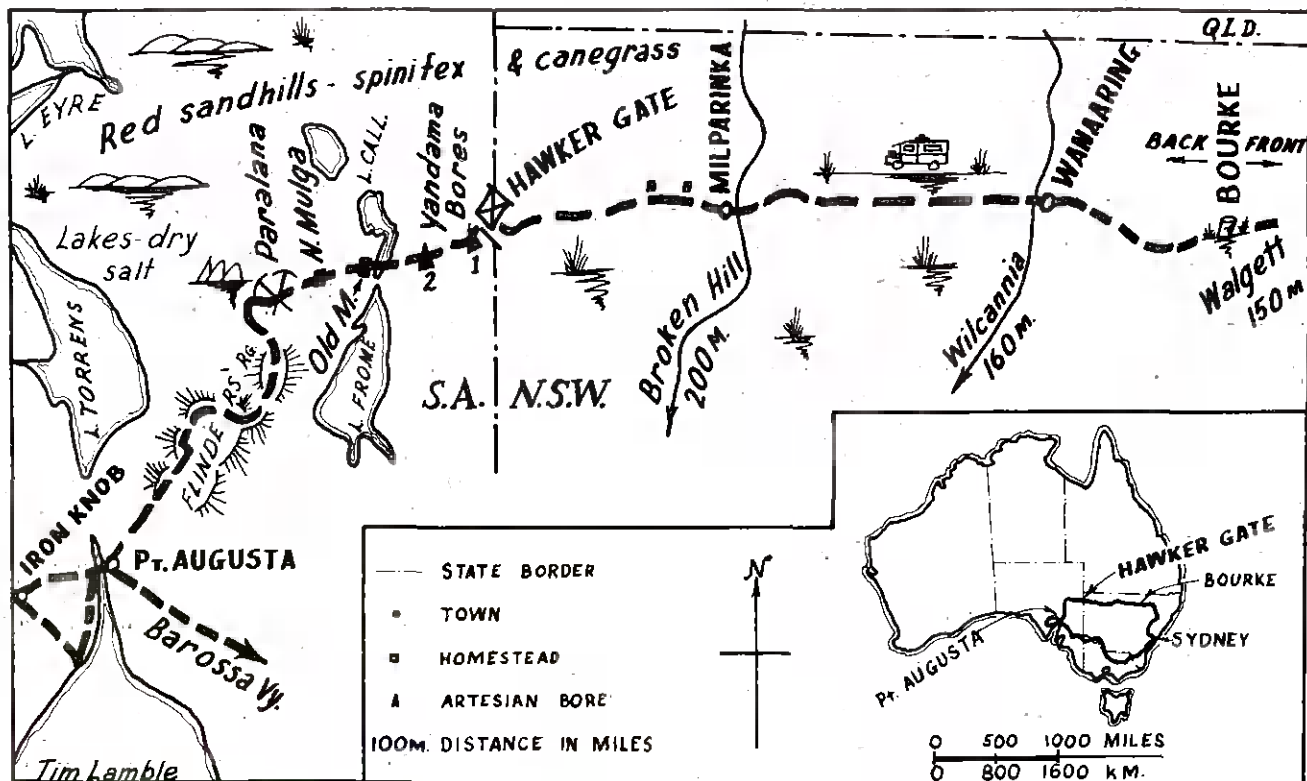 QLD.
Red sandhills - spinifex & canegrass
L. EYRE
Lakes-dry
salt
Paralana
N. Mulga
L. CALL.
Yandama
Bores
HAWKER GATE
MILPARINKA
WANAARING
BACK FRONT
BOURKE
2
1
Old M.
L. FROME
Walgett
150 M
Broken Hill
200 M.
Wilcannia
160 M.
L. TORRENS
FLINDERS' RG.
S.A. N.S.W.
IRON KNOB
PT. AUGUSTA
Barossa Vy.
Tim Lamble
STATE BORDER
TOWN
HOMESTEAD
ARTESIAN BORE
100M. DISTANCE IN MILES
N
HAWKER GATE
BOURKE
SYDNEY
PT. AUGUSTA
0 500 1000 MILES
0 800 1600 KM.